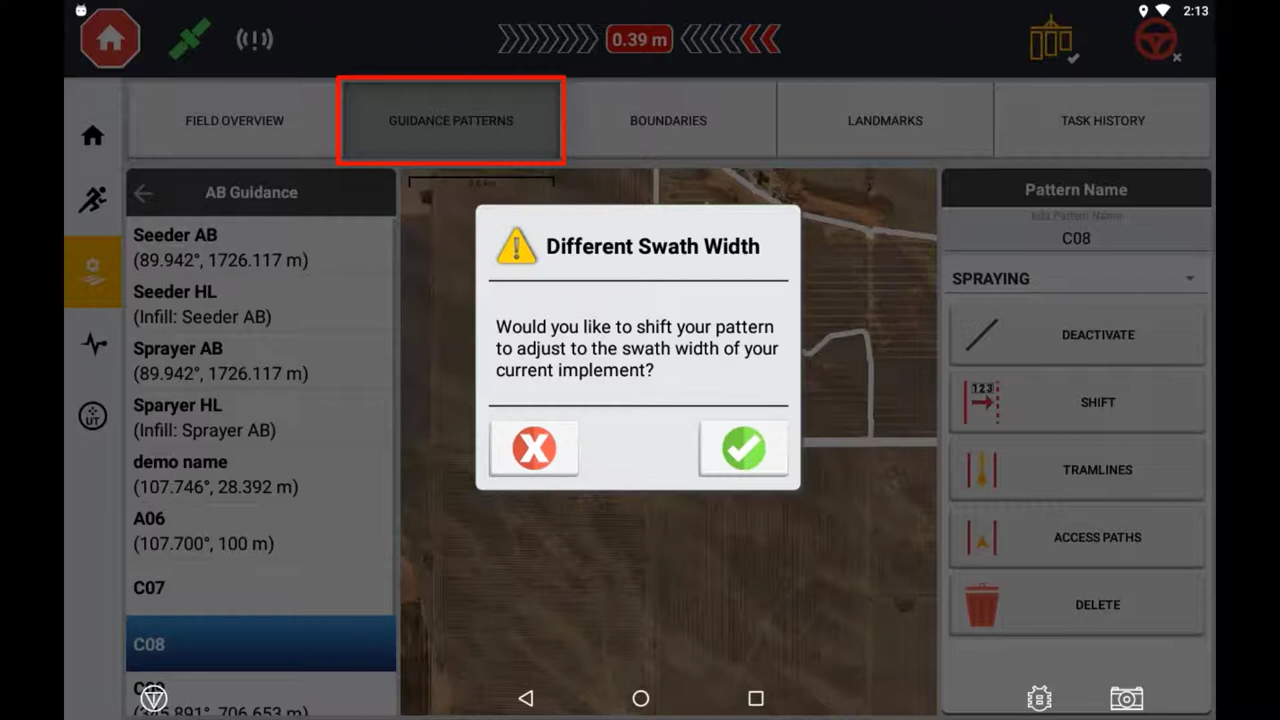 2:13
0.39 m
FIELD OVERVIEW
GUIDANCE PATTERNS
BOUNDARIES
LANDMARKS
TASK HISTORY
AB Guidance
Seeder AB
(89.942°, 1726.117 m)
Seeder HL
(Infill: Seeder AB)
Sprayer AB
(89.942°, 1726.117 m)
Sparyer HL
(Infill: Sprayer AB)
demo name
(107.746°, 28.392 m)
A06
(107.700°, 100 m)
C07
C08
UT
Different Swath Width
Would you like to shift your pattern
to adjust to the swath width of your
current implement?
Pattern Name
Edit Pattern Name
C08
SPRAYING
DEACTIVATE
123
SHIFT
TRAMLINES
ACCESS PATHS
DELETE